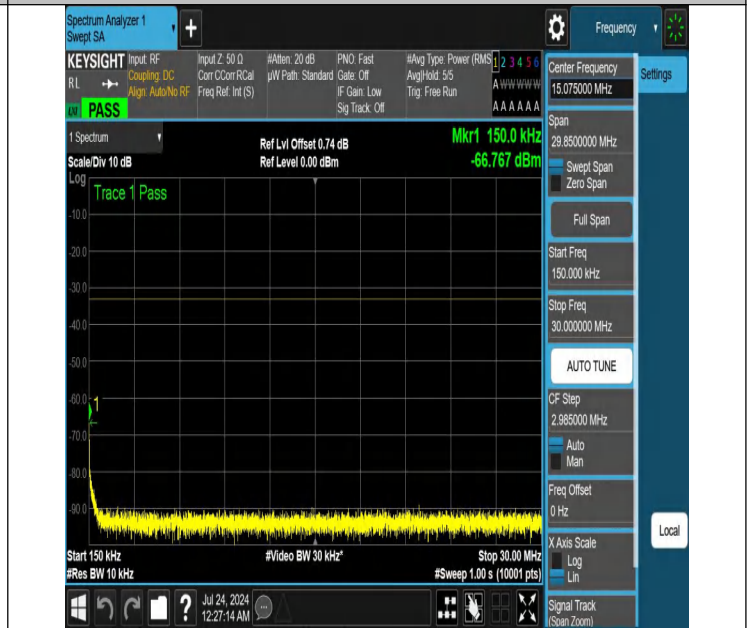 Spectrum Analyzer 1
Swept SA
Frequency
KEYSIGHT
R L
PASS
Input: RF
Coupling: DC
Align: Auto/No RF
Input Z: 50 Ω
Corr CCorr RCal
Freq Ref: Int (S)
#Atten: 20 dB
µW Path: Standard
PNO: Fast
Gate: Off
IF Gain: Low
Sig Track: Off
#Avg Type: Power (RMS
Avg|Hold: 5/5
Trig: Free Run
1 2 3 4 5 6
A W W W W W
A A A A A A
1 Spectrum
Scale/Div 10 dB
Ref Lvl Offset 0.74 dB
Ref Level 0.00 dBm
Mkr1 150.0 kHz
-66.767 dBm
Log
Trace 1 Pass
-10.0
-20.0
-30.0
-40.0
-50.0
-60.0
1
-70.0
-80.0
-90.0
Start 150 kHz
#Res BW 10 kHz
#Video BW 30 kHz*
Stop 30.00 MHz
#Sweep 1.00 s (10001 pts)
Center Frequency
15.075000 MHz
Span
29.8500000 MHz
Swept Span
Zero Span
Full Span
Start Freq
150.000 kHz
Stop Freq
30.000000 MHz
AUTO TUNE
CF Step
2.985000 MHz
Auto
Man
Freq Offset
0 Hz
X Axis Scale
Log
Lin
Signal Track
(Span Zoom)
Settings
Local
?
Jul 24, 2024
12:27:14 AM